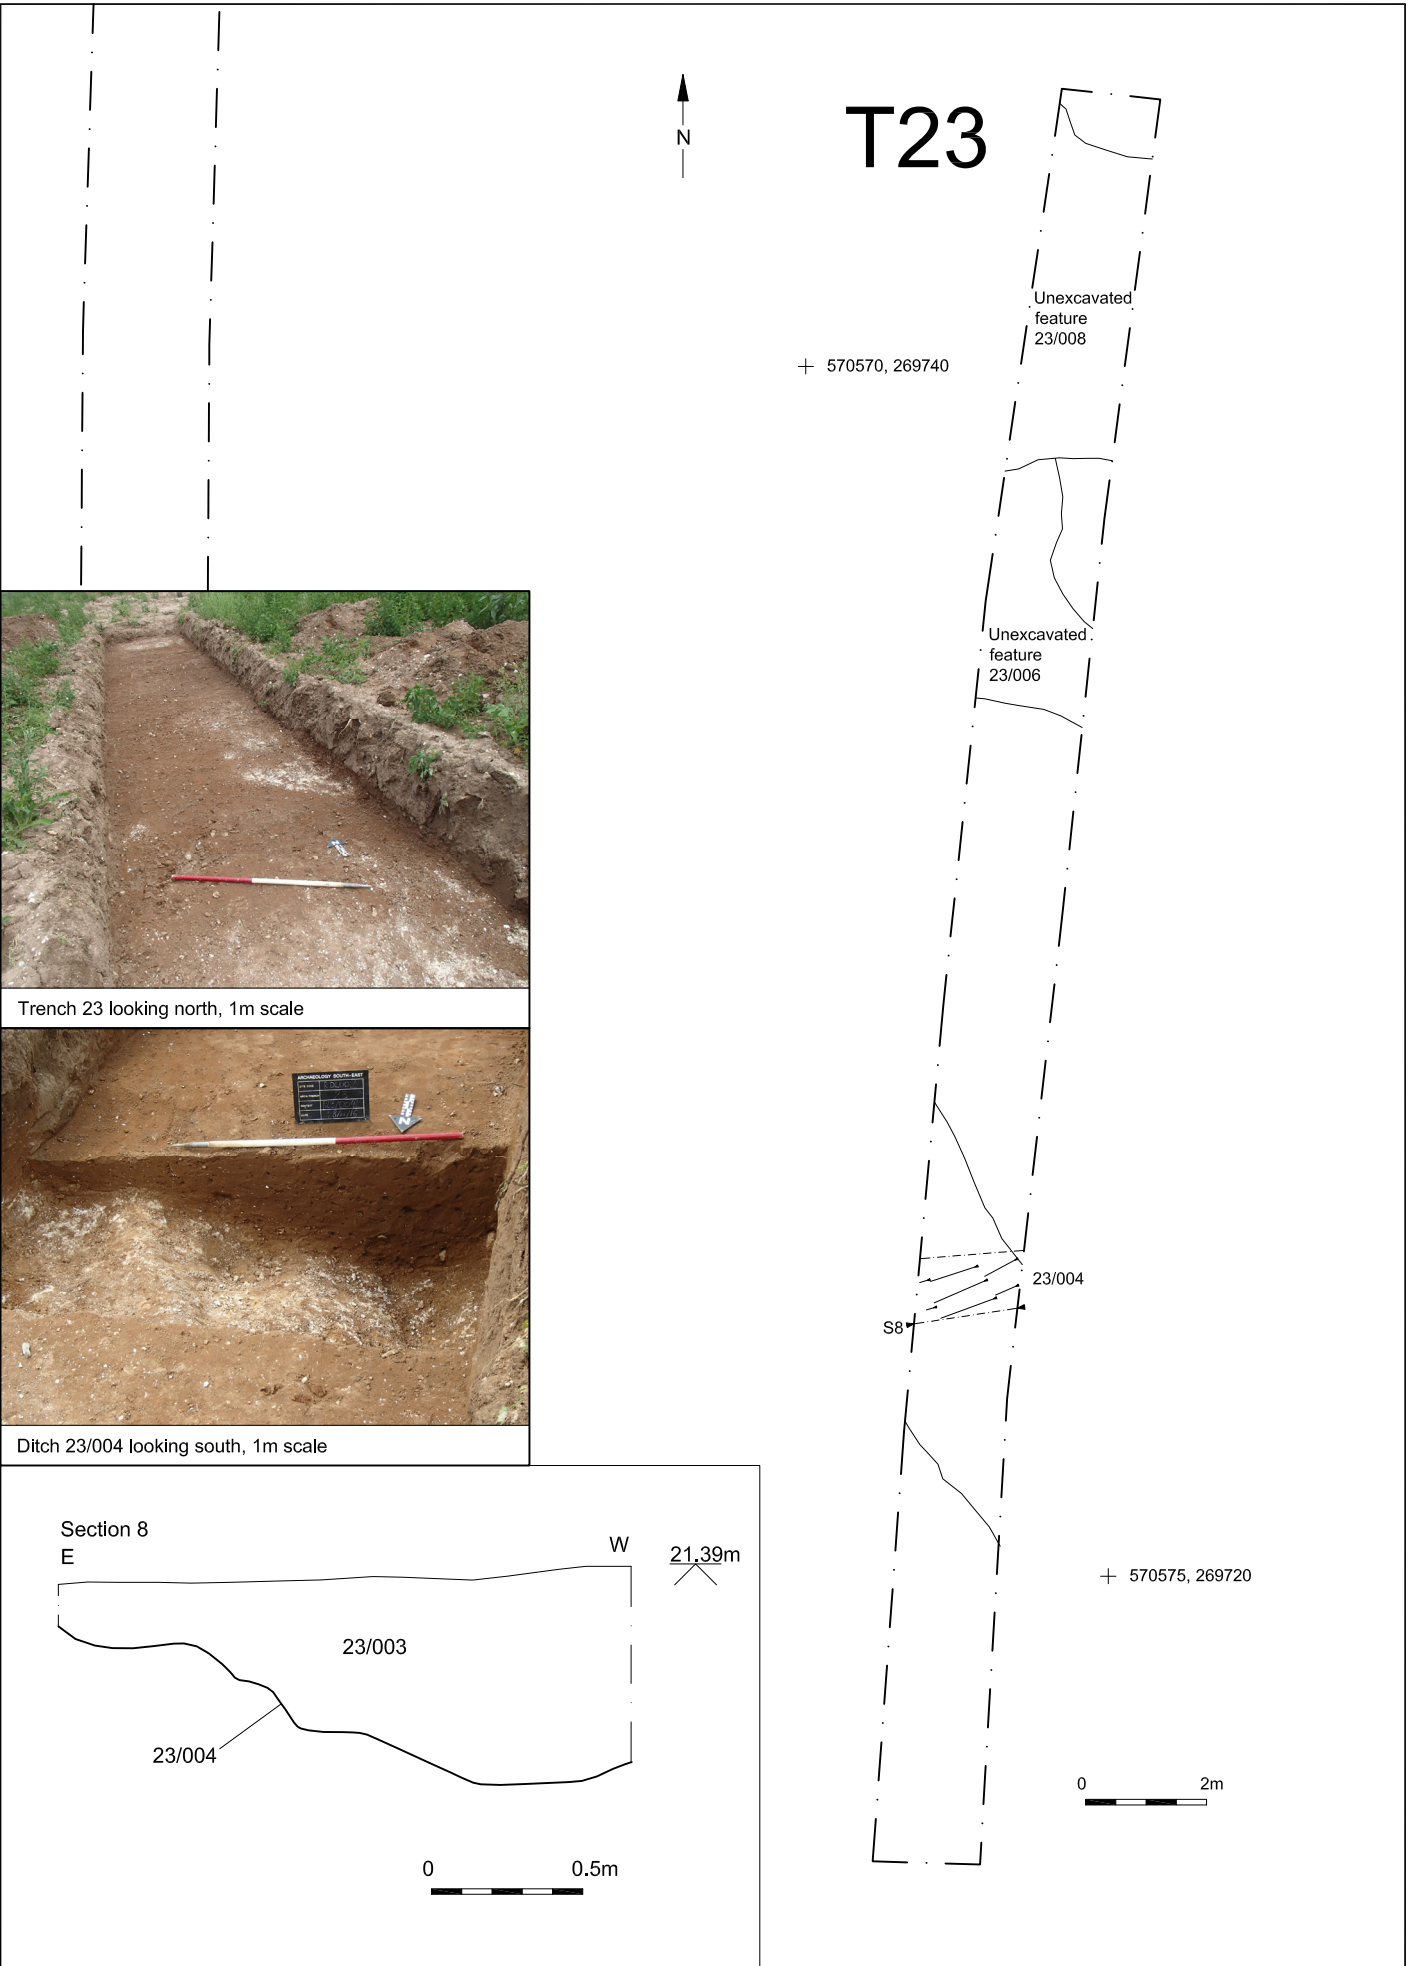 T23
N
Unexcavated
feature
23/008
570570, 269740
Unexcavated
feature
23/006
Trench 23 looking north, 1m scale
ARCHAEOLOGY SOUTH-EAST
N
23/004
S8
Ditch 23/004 looking south, 1m scale
Section 8
E
W
21.39m
23/003
23/004
570575, 269720
0 2m
0 0.5m